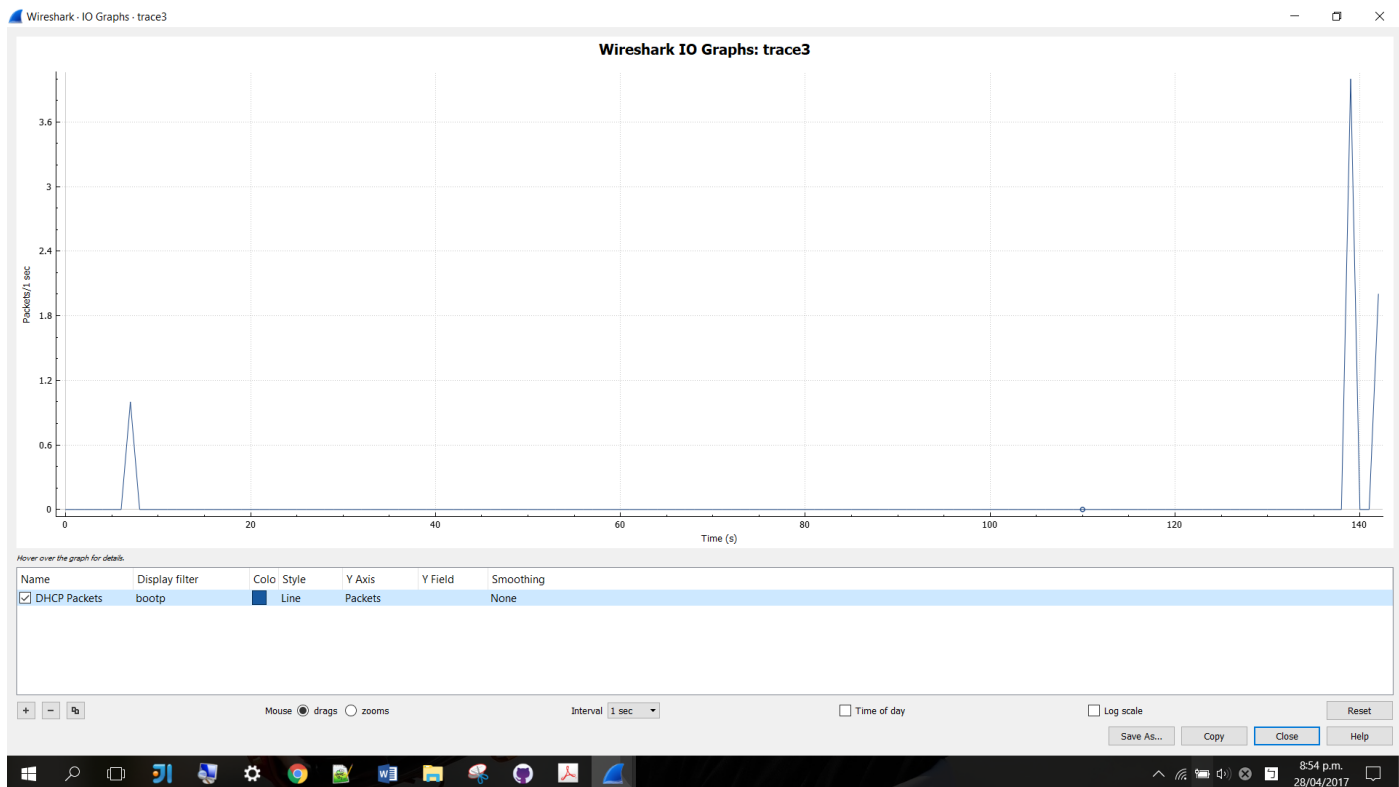 Wireshark · IO Graphs · trace3
Wireshark IO Graphs: trace3
Packets/1 sec
3.6
3
2.4
1.8
1.2
0.6
0
0 20 40 60 80 100 120 140
Time (s)
Hover over the graph for details.
Name Display filter Colo Style Y Axis Y Field Smoothing
DHCP Packets bootp Line Packets None
Mouse drags zooms Interval 1 sec Time of day Log scale Reset
Save As... Copy Close Help
8:54 p.m.
28/04/2017